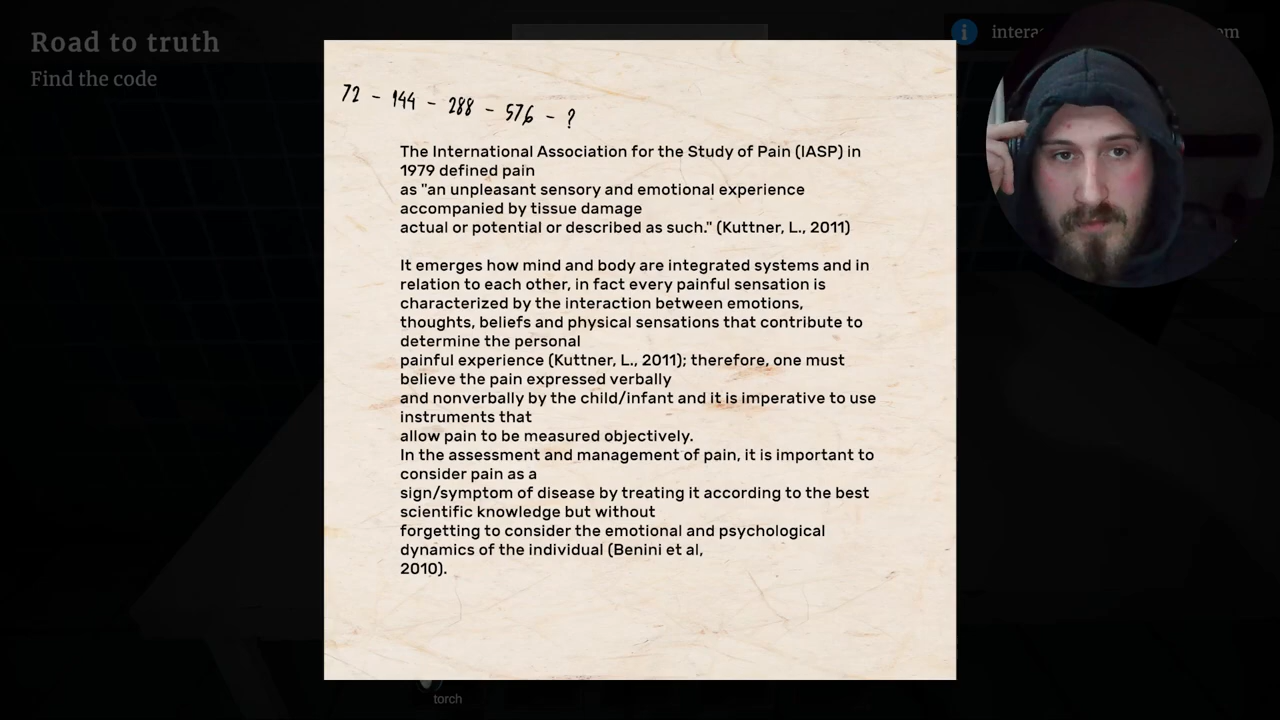 Road to truth
Find the code
72 - 144 - 288 - 576 - ?
The International Association for the Study of Pain (IASP) in
1979 defined pain
as "an unpleasant sensory and emotional experience
accompanied by tissue damage
actual or potential or described as such." (Kuttner, L., 2011)
It emerges how mind and body are integrated systems and in
relation to each other, in fact every painful sensation is
characterized by the interaction between emotions,
thoughts, beliefs and physical sensations that contribute to
determine the personal
painful experience (Kuttner, L., 2011); therefore, one must
believe the pain expressed verbally
and nonverbally by the child/infant and it is imperative to use
instruments that
allow pain to be measured objectively.
In the assessment and management of pain, it is important to
consider pain as a
sign/symptom of disease by treating it according to the best
scientific knowledge but without
forgetting to consider the emotional and psychological
dynamics of the individual (Benini et al,
2010).
torch